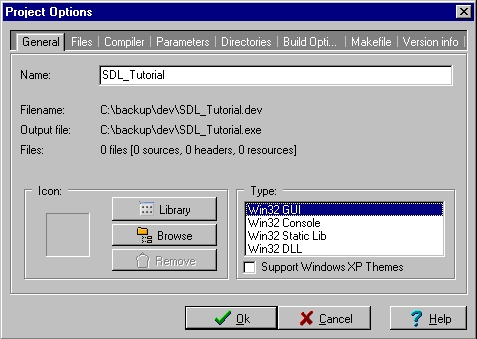 Project Options
General Files Compiler Parameters Directories Build Opti... Makefile Version info
Name: SDL_Tutorial
Filename: C:\backup\dev\SDL_Tutorial.dev
Output file: C:\backup\dev\SDL_Tutorial.exe
Files: 0 files [0 sources, 0 headers, 0 resources]
Icon:
Library
Browse
Remove
Type:
Win32 GUI
Win32 Console
Win32 Static Lib
Win32 DLL
Support Windows XP Themes
Ok Cancel Help